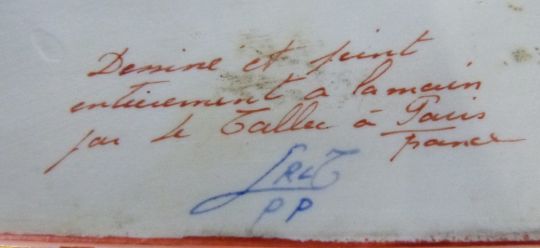 Dessiné et peint
entièrement à la main
par Le Tallec à Paris
France
PP